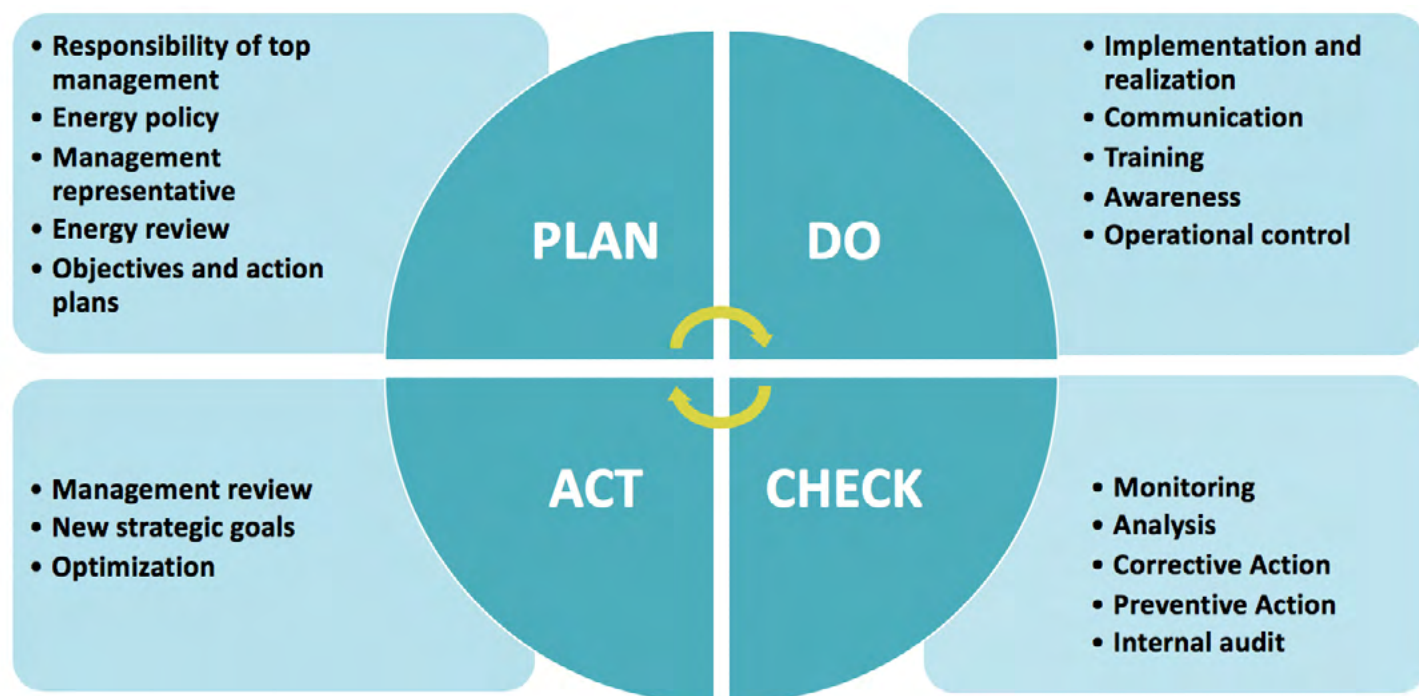 • Responsibility of top
management
• Energy policy
• Management
representative
• Energy review
• Objectives and action
plans
PLAN
DO
• Implementation and
realization
• Communication
• Training
• Awareness
• Operational control
• Management review
• New strategic goals
• Optimization
ACT
CHECK
• Monitoring
• Analysis
• Corrective Action
• Preventive Action
• Internal audit